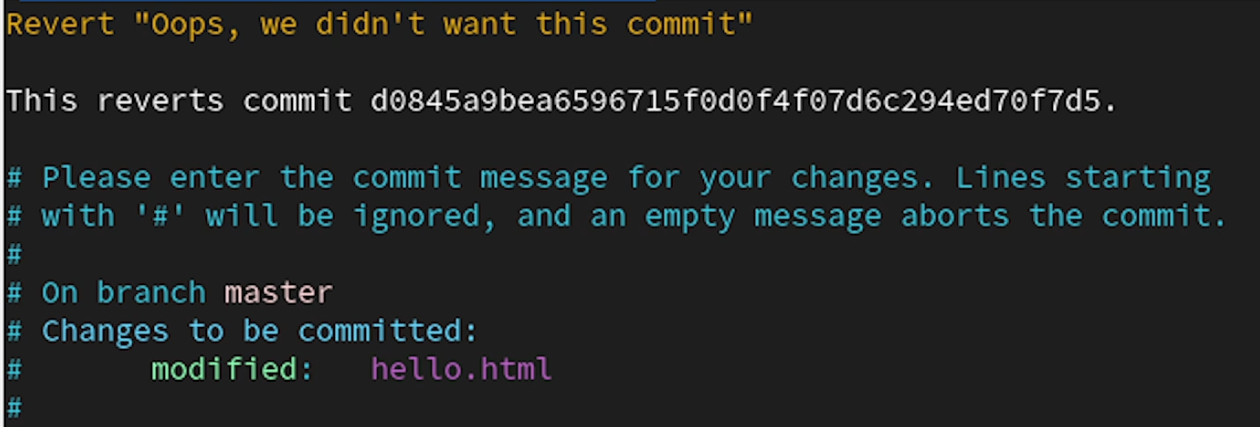 Revert "Oops, we didn't want this commit"
This reverts commit d0845a9bea6596715f0d0f4f07d6c294ed70f7d5.
# Please enter the commit message for your changes. Lines starting
# with '#' will be ignored, and an empty message aborts the commit.
#
# On branch master
# Changes to be committed:
#       modified:   hello.html
#